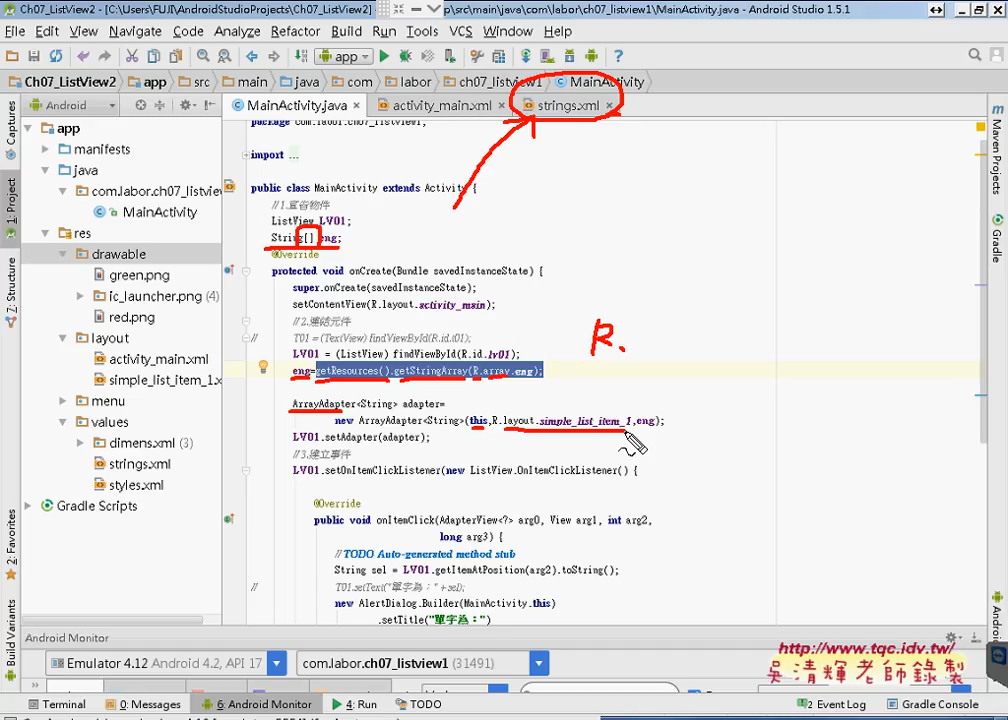 Ch07_ListView2 - [C:\Users\FUJI\AndroidStudioProjects\Ch07_ListView2]
p\src\main\java\com\labor\ch07_listview1\MainActivity.java - Android Studio 1.5.1
File Edit View Navigate Code Analyze Refactor Build Run Tools VCS Window Help
app
Ch07_ListView2 app src main java com labor ch07_listview1 MainActivity
Android
MainActivity.java activity_main.xml strings.xml
Captures
1: Project
7: Structure
2: Favorites
Build Variants
Maven Projects
Gradle
app
manifests
java
com.labor.ch07_listview
MainActivity
res
drawable
green.png
ic_launcher.png (4)
red.png
layout
activity_main.xml
simple_list_item_1.
menu
values
dimens.xml (3)
strings.xml
styles.xml
Gradle Scripts
package com.labor.ch07_listview1;
import ...
public class MainActivity extends Activity {
//1.宣告物件
ListView LV01;
String[] eng;
@Override
protected void onCreate(Bundle savedInstanceState) {
super.onCreate(savedInstanceState);
setContentView(R.layout.activity_main);
//2.連結元件
// T01 = (TextView) findViewById(R.id.t01);
LV01 = (ListView) findViewById(R.id.lv01);
eng=getResources().getStringArray(R.array.eng);
R.
ArrayAdapter<String> adapter=
new ArrayAdapter<String>(this,R.layout.simple_list_item_1,eng);
LV01.setAdapter(adapter);
//3.建立事件
LV01.setOnItemClickListener(new ListView.OnItemClickListener() {
@Override
public void onItemClick(AdapterView<?> arg0, View arg1, int arg2,
long arg3) {
//TODO Auto-generated method stub
String sel = LV01.getItemAtPosition(arg2).toString();
// T01.setText("單字為：" + sel);
new AlertDialog.Builder(MainActivity.this)
.setTitle("單字為：")
Android Monitor
Emulator 4.12 Android 4.2, API 17
com.labor.ch07_listview1 (31491)
http://www.tqc.idv.tw/
吳清輝老師錄製
Terminal 0: Messages 6: Android Monitor 4: Run TODO 2 Event Log